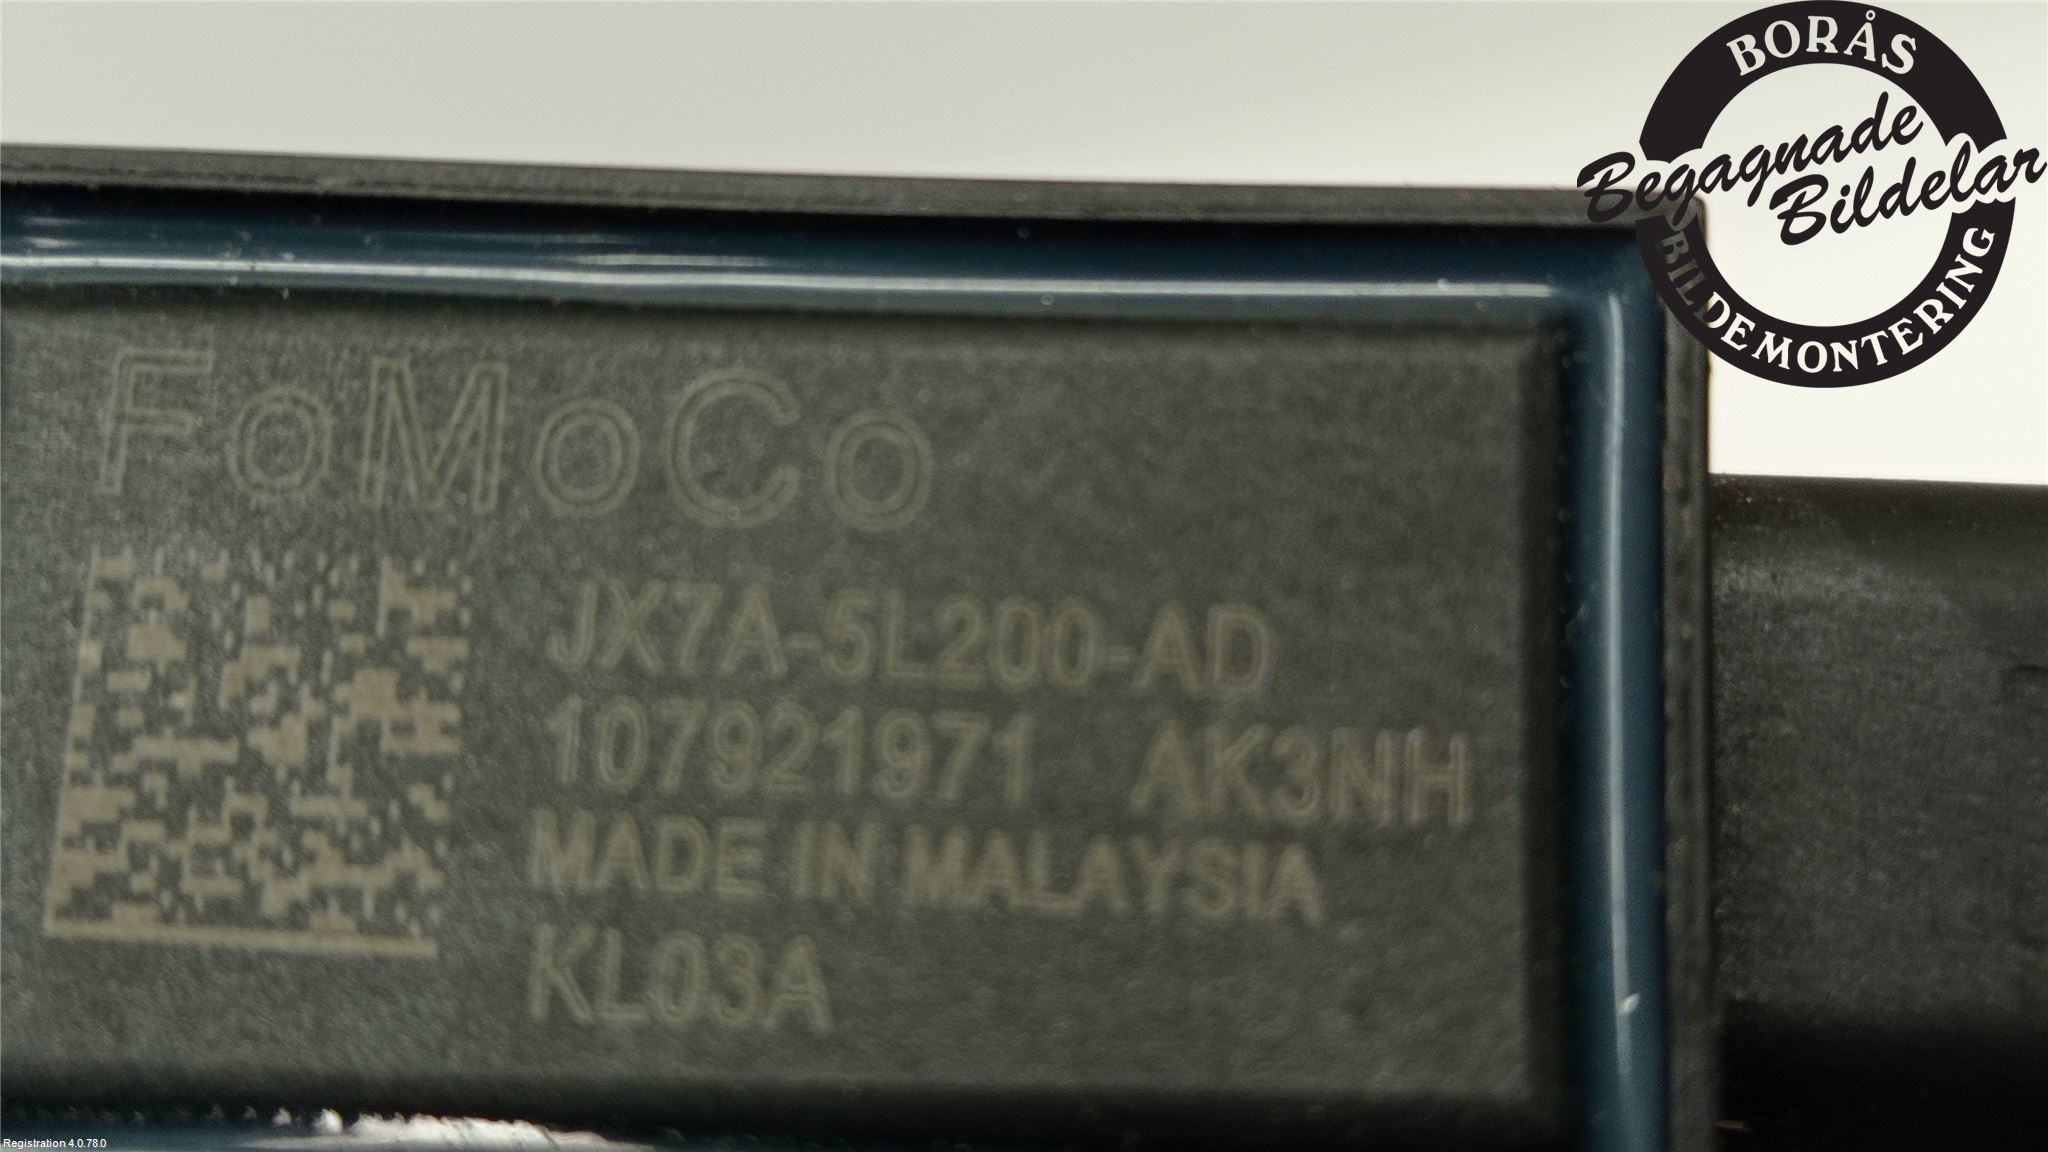 FoMoCo
JX7A-5L200-AD
107921971 AK3NH
MADE IN MALAYSIA
KL03A
BORÅS
Begagnade
Bildelar
BILDEMONTERING
Registration 4.0.78.0